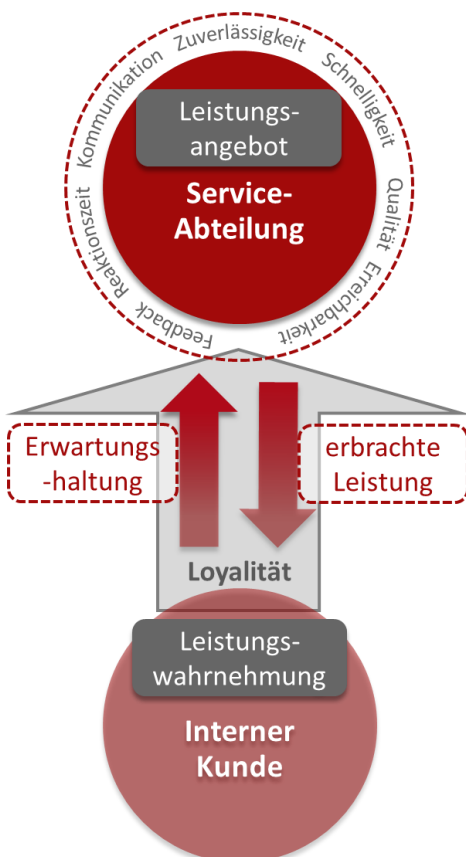 Feedback
Reaktionszeit
Kommunikation
Zuverlässigkeit
Schnelligkeit
Qualität
Erreichbarkeit
Leistungs-
angebot
Service-
Abteilung
Erwartungs
-haltung
erbrachte
Leistung
Loyalität
Leistungs-
wahrnehmung
Interner
Kunde